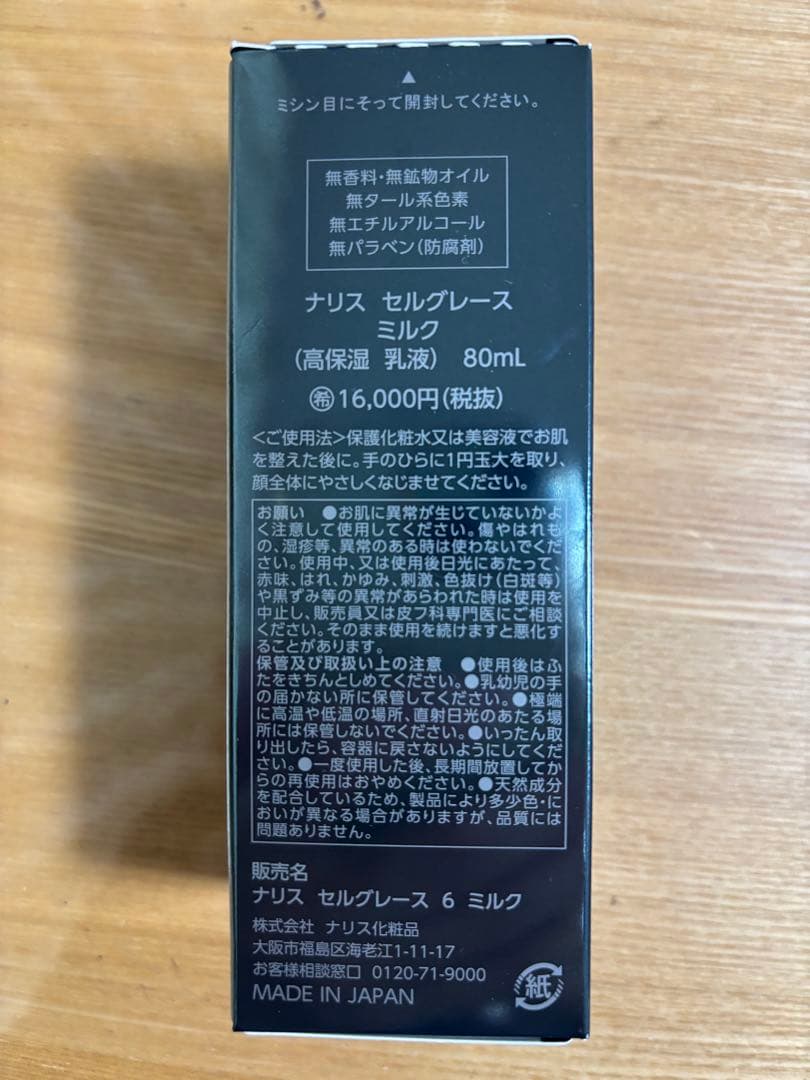 ▲
ミシン目にそって開封してください。
無香料・無鉱物オイル
無タール系色素
無エチルアルコール
無パラベン(防腐剤)
ナリス セルグレース
ミルク
(高保湿 乳液) 80mL
㊙希 16,000円(税抜)
<ご使用法>保護化粧水又は美容液でお肌
を整えた後に。手のひらに1円玉大を取り、
顔全体にやさしくなじませてください。
お願い ●お肌に異常が生じていないかよ
く注意して使用してください。傷やはれも
の、湿疹等、異常のある時は使わないでくだ
さい。使用中、又は使用後日光にあたって、
赤味、はれ、かゆみ、刺激、色抜け(白斑等)
や黒ずみ等の異常があらわれた時は使用を
中止し、販売員又は皮フ科専門医にご相談
ください。そのまま使用を続けますと悪化す
ることがあります。
保管及び取扱い上の注意 ●使用後はふ
たをきちんとしめてください。●乳幼児の手
の届かない所に保管してください。●極端
に高温や低温の場所、直射日光のあたる場
所には保管しないでください。●いったん取
り出したら、容器に戻さないようにしてくだ
さい。●一度使用した後、長期間放置してか
らの再使用はおやめください。●天然成分
を配合しているため、製品により多少色・に
おいが異なる場合がありますが、品質には
問題ありません。
販売名
ナリス セルグレース 6 ミルク
株式会社 ナリス化粧品
大阪市福島区海老江1-11-17
お客様相談窓口 0120-71-9000
MADE IN JAPAN
紙